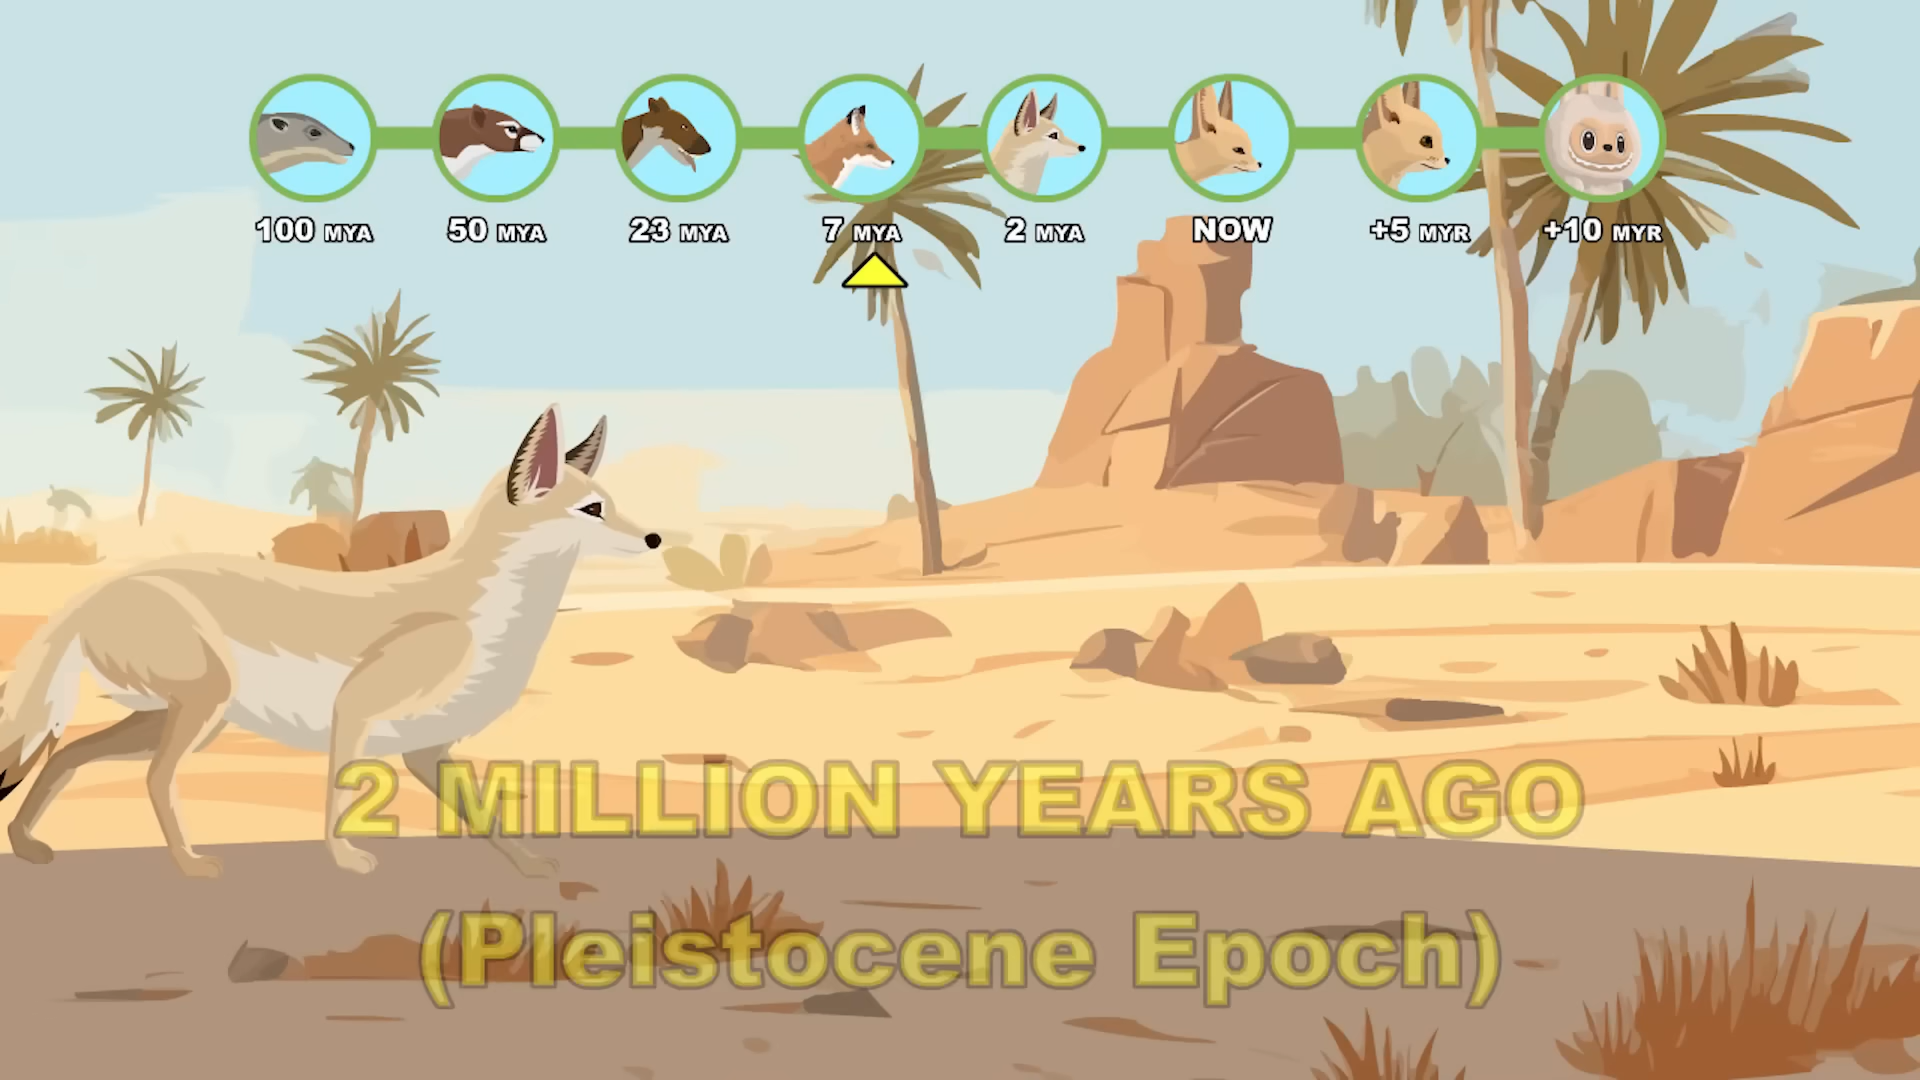 100 MYA
50 MYA
23 MYA
7 MYA
2 MYA
NOW
+5 MYR
+10 MYR
2 MILLION YEARS AGO
(Pleistocene Epoch)